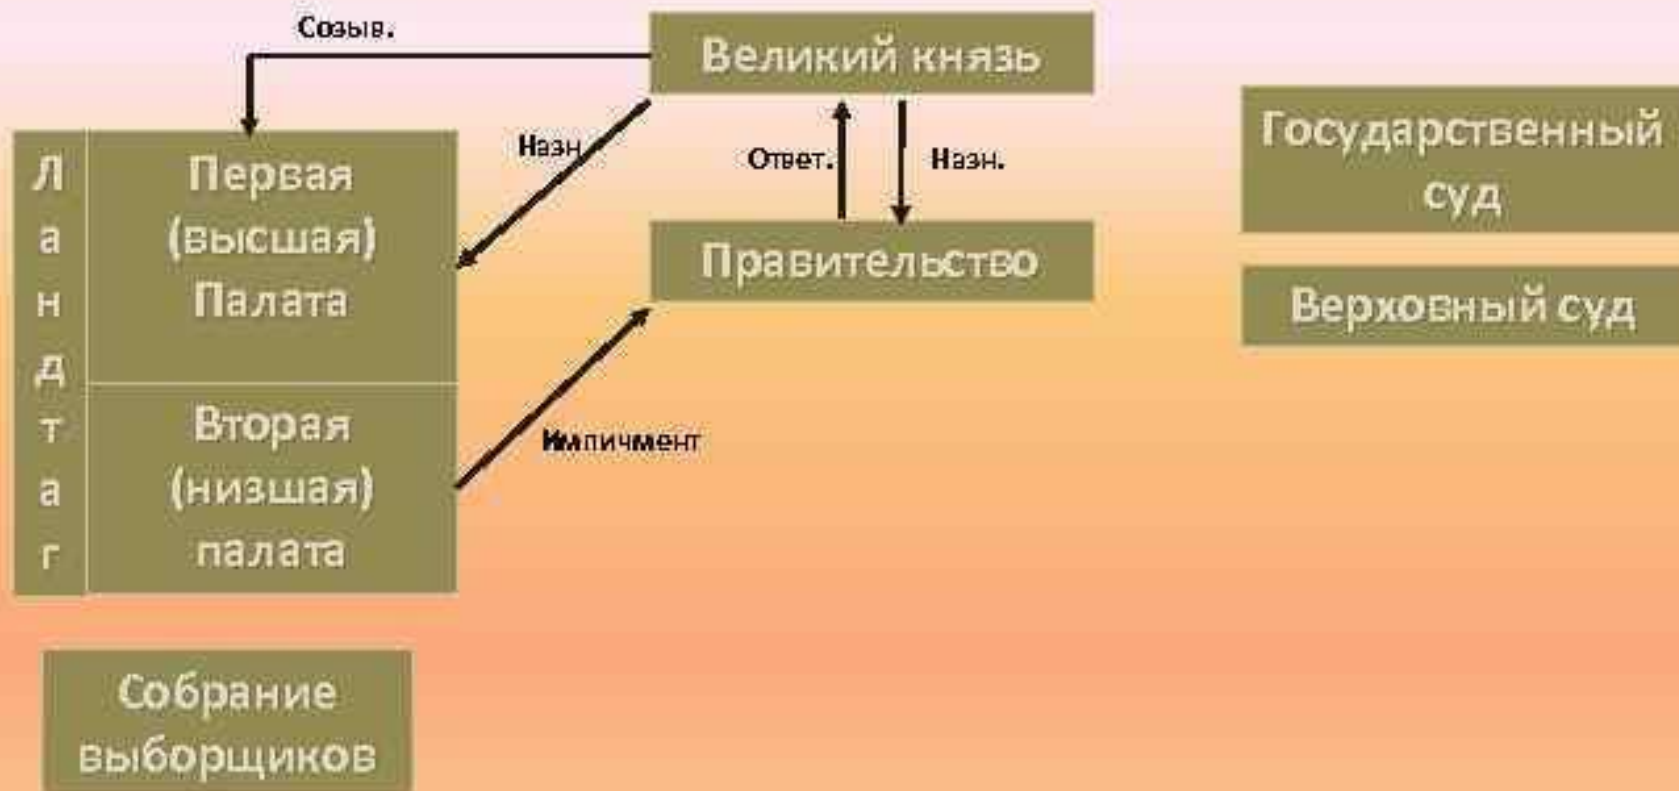 Созыв.
Великий князь
Назн
Ответ.
Назн.
Правительство
Ландтаг
Первая
(высшая)
Палата
Вторая
(низшая)
палата
Импичмент
Государственный
суд
Верховный суд
Собрание
выборщиков